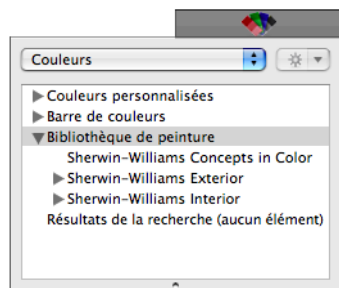 Couleurs
Couleurs personnalisées
Barre de couleurs
Bibliothèque de peinture
Sherwin-Williams Concepts in Color
Sherwin-Williams Exterior
Sherwin-Williams Interior
Résultats de la recherche (aucun élément)